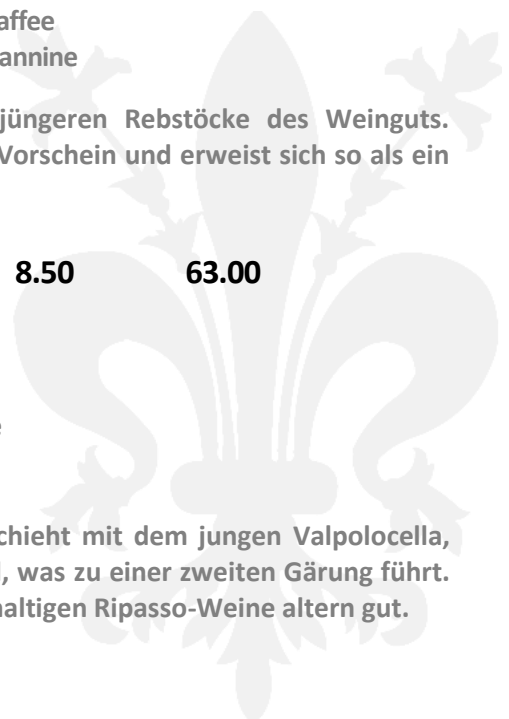 affee
annine
jüngeren Rebstöcke des Weinguts.
Vorschein und erweist sich so als ein
8.50 63.00
e
chieht mit dem jungen Valpolocella,
, was zu einer zweiten Gärung führt.
haltigen Ripasso-Weine altern gut.